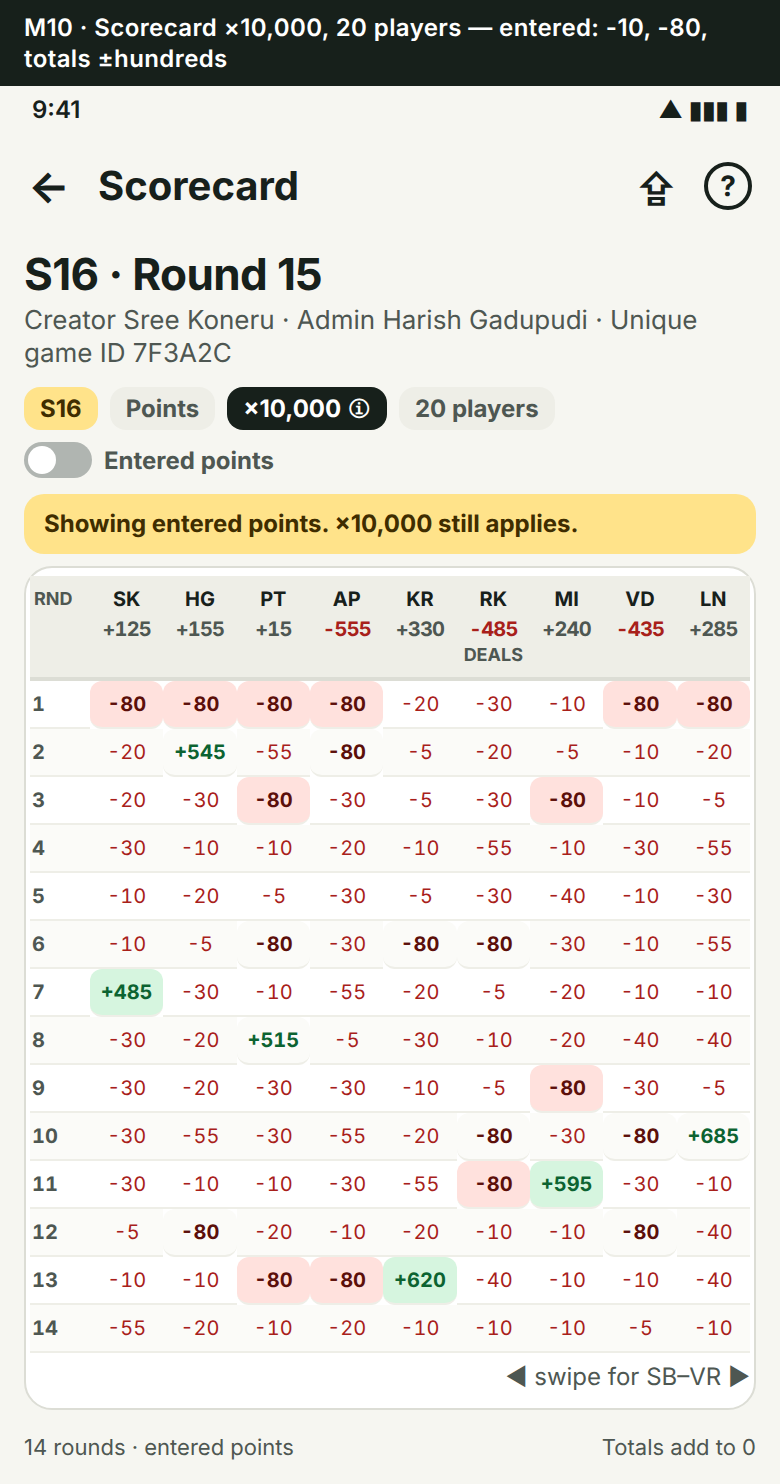 M10 · Scorecard ×10,000, 20 players — entered: -10, -80,
totals ±hundreds
9:41
Scorecard
?
S16 · Round 15
Creator Sree Koneru · Admin Harish Gadupudi · Unique
game ID 7F3A2C
S16 Points ×10,000 ⓘ 20 players
Entered points
Showing entered points. ×10,000 still applies.
RND SK HG PT AP KR RK MI VD LN
+125 +155 +15 -555 +330 -485 +240 -435 +285
DEALS
1 -80 -80 -80 -80 -20 -30 -10 -80 -80
2 -20 +545 -55 -80 -5 -20 -5 -10 -20
3 -20 -30 -80 -30 -5 -30 -80 -10 -5
4 -30 -10 -10 -20 -10 -55 -10 -30 -55
5 -10 -20 -5 -30 -5 -30 -40 -10 -30
6 -10 -5 -80 -30 -80 -80 -30 -10 -55
7 +485 -30 -10 -55 -20 -5 -20 -10 -10
8 -30 -20 +515 -5 -30 -10 -20 -40 -40
9 -30 -20 -30 -30 -10 -5 -80 -30 -5
10 -30 -55 -30 -55 -20 -80 -30 -80 +685
11 -30 -10 -10 -30 -55 -80 +595 -30 -10
12 -5 -80 -20 -10 -20 -10 -10 -80 -40
13 -10 -10 -80 -80 +620 -40 -10 -10 -40
14 -55 -20 -10 -20 -10 -10 -10 -5 -10
◀ swipe for SB–VR ▶
14 rounds · entered points Totals add to 0